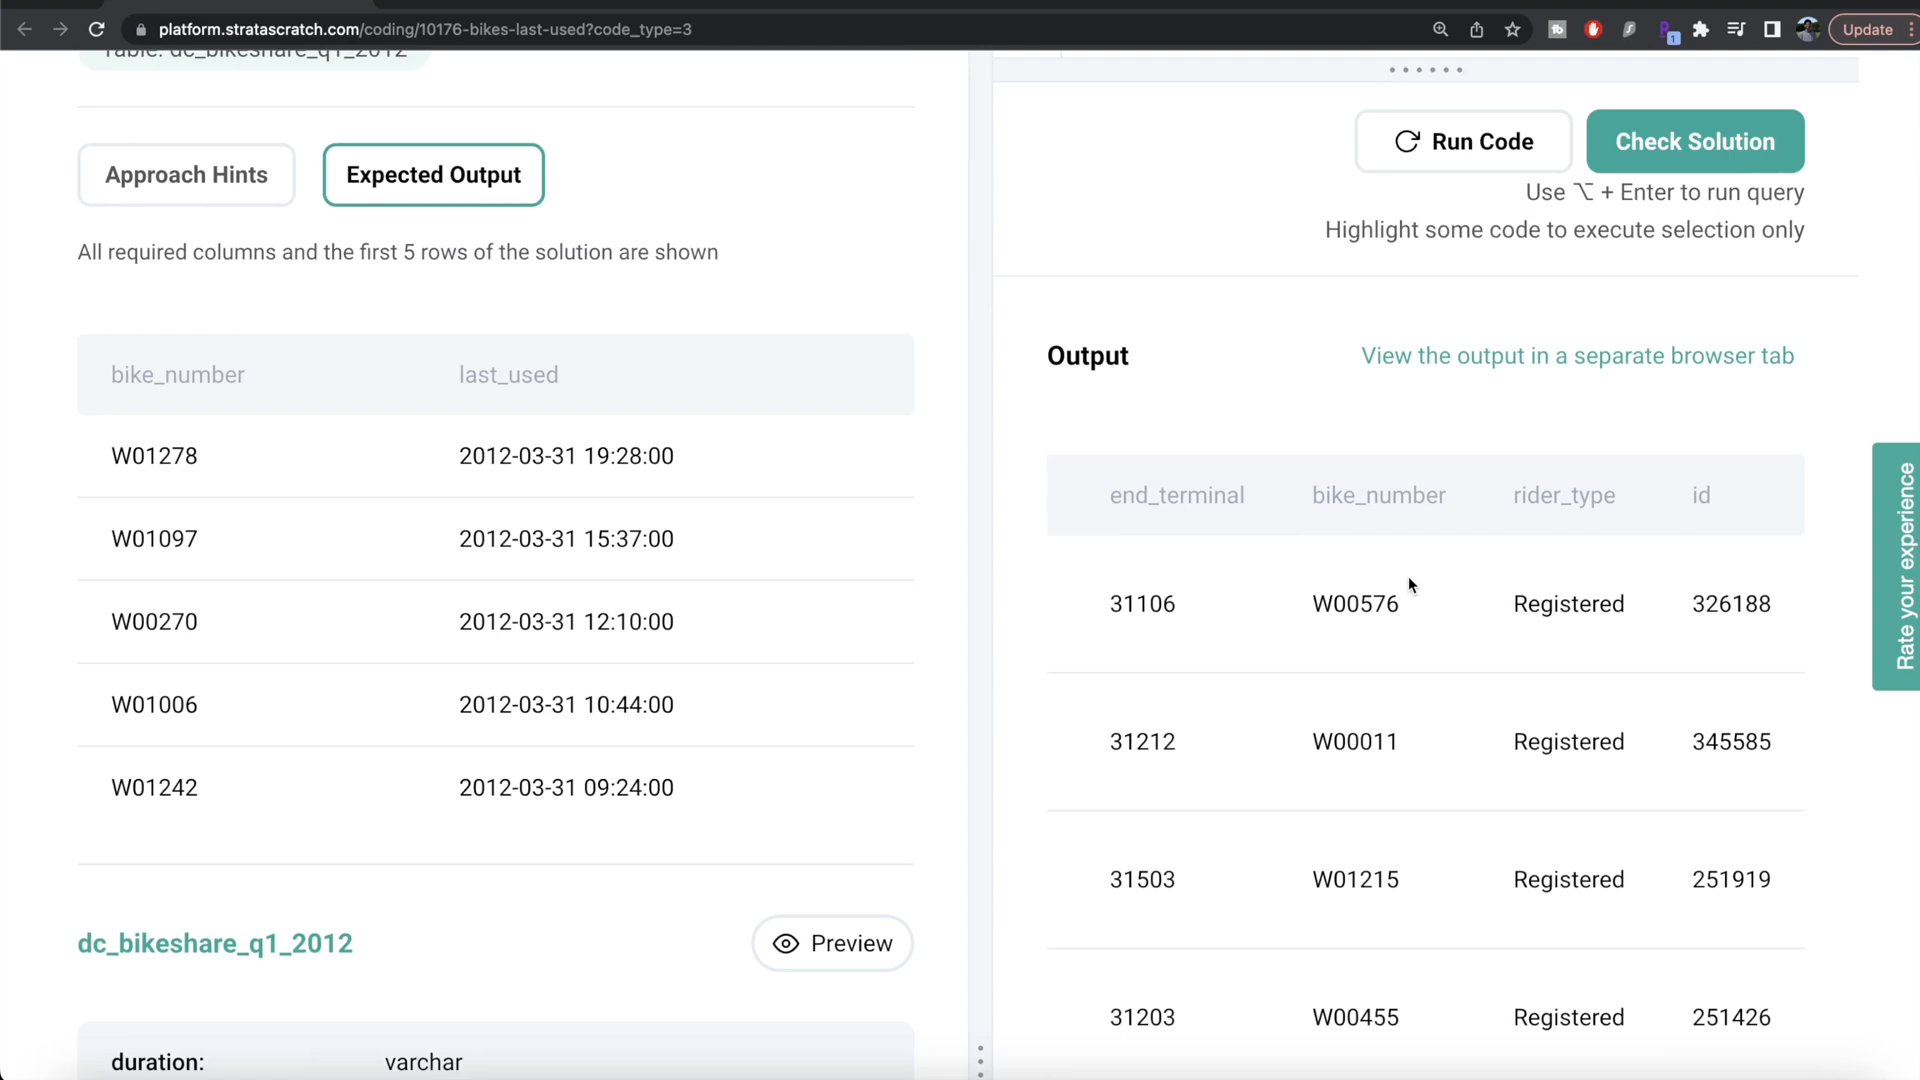 platform.stratascratch.com/coding/10176-bikes-last-used?code_type=3
1
Update
Table: dc_bikeshare_q1_2012
Approach Hints
Expected Output
All required columns and the first 5 rows of the solution are shown
bike_number last_used
W01278 2012-03-31 19:28:00
W01097 2012-03-31 15:37:00
W00270 2012-03-31 12:10:00
W01006 2012-03-31 10:44:00
W01242 2012-03-31 09:24:00
dc_bikeshare_q1_2012
Preview
duration: varchar
Run Code
Check Solution
Use ⌥ + Enter to run query
Highlight some code to execute selection only
Output
View the output in a separate browser tab
end_terminal bike_number rider_type id
31106 W00576 Registered 326188
31212 W00011 Registered 345585
31503 W01215 Registered 251919
31203 W00455 Registered 251426
Rate your experience